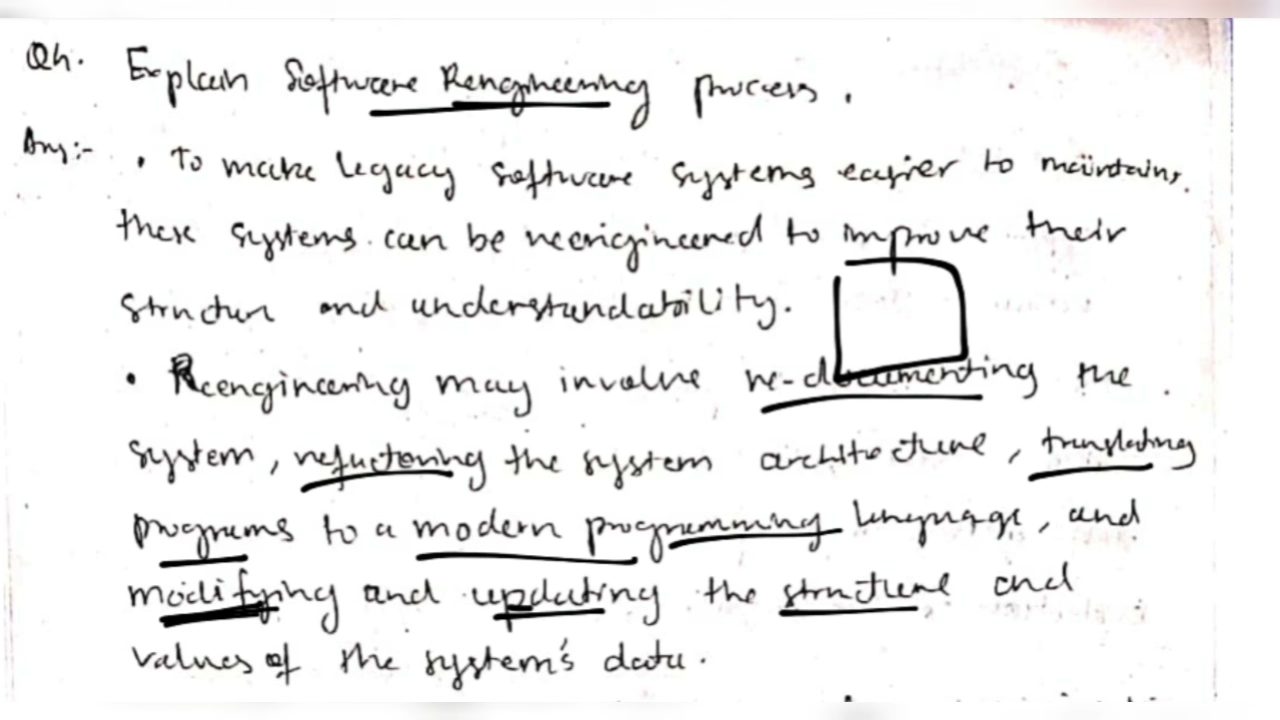 Qh. Explain Software Rengineering process.
Ans:- • To make legacy software systems easier to maintain,
these systems can be reengineered to improve their
structure and understandability.
• Reengineering may involve re-documenting the
system, refactoring the system architecture, translating
programs to a modern programming language, and
modifying and updating the structure and
values of the system's data.